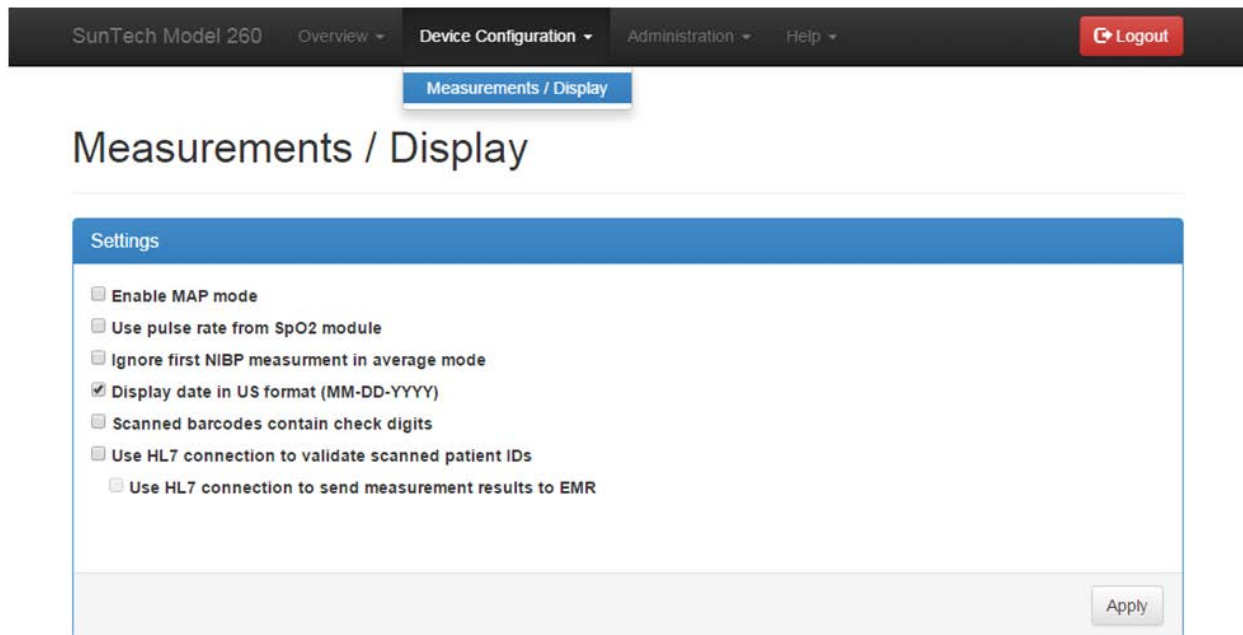 SunTech Model 260 Overview Device Configuration Administration Help Logout
Measurements / Display
Measurements / Display
Settings
Enable MAP mode
Use pulse rate from SpO2 module
Ignore first NIBP measurment in average mode
Display date in US format (MM-DD-YYYY)
Scanned barcodes contain check digits
Use HL7 connection to validate scanned patient IDs
Use HL7 connection to send measurement results to EMR
Apply